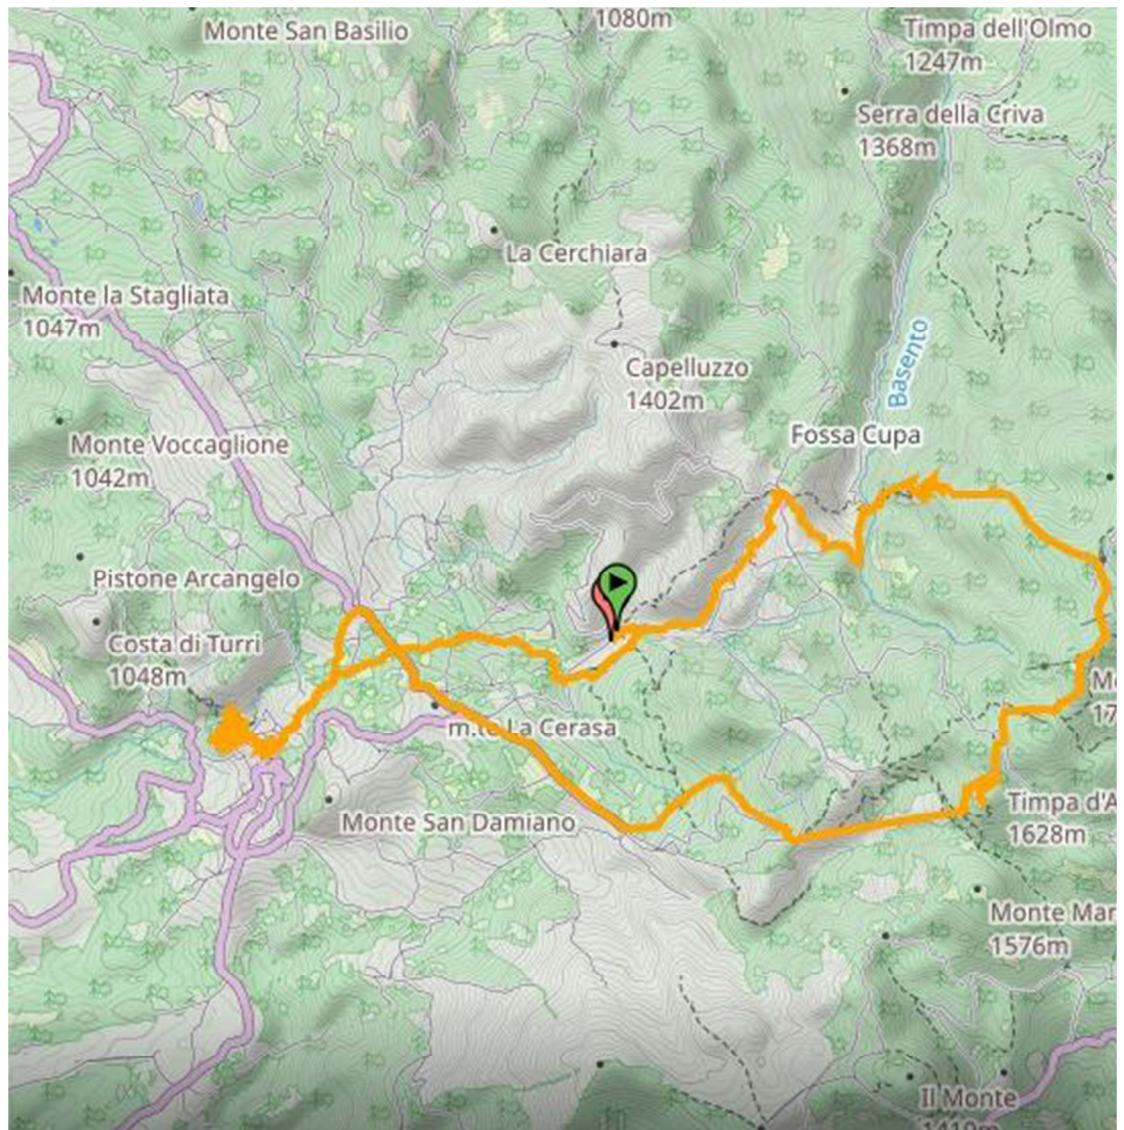 1080m
Monte San Basilio
Timpa dell'Olmo
1247m
Serra della Criva
1368m
La Cerchiara
Monte la Stagliata
1047m
Basento
Capelluzzo
1402m
Fossa Cupa
Monte Voccaglione
1042m
Pistone Arcangelo
Costa di Turri
1048m
M
17
m.te La Cerasa
Timpa d'A
1628m
Monte San Damiano
Monte Mar
1576m
Il Monte
1410m